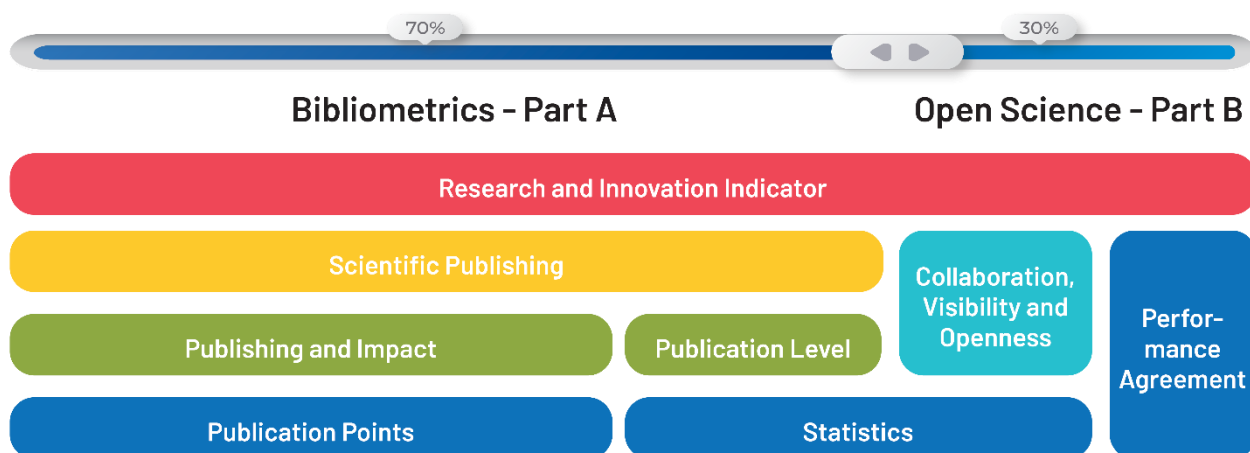 70%
30%
Bibliometrics - Part A
Open Science - Part B
Research and Innovation Indicator
Scientific Publishing
Collaboration,
Visibility and
Openness
Perfor-
mance
Agreement
Publishing and Impact
Publication Level
Publication Points
Statistics